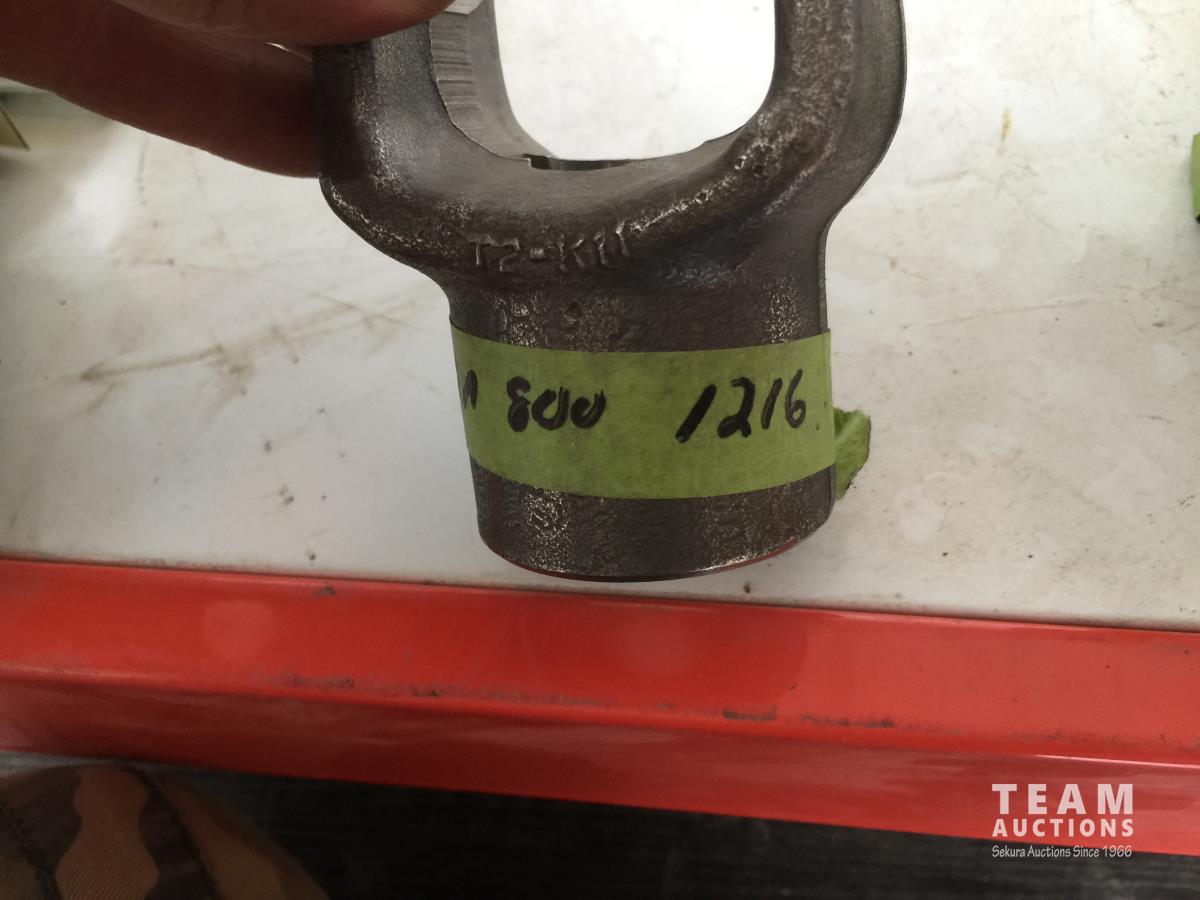 T2-K11
A 800 1216
TEAM
AUCTIONS
Sekura Auctions Since 1966